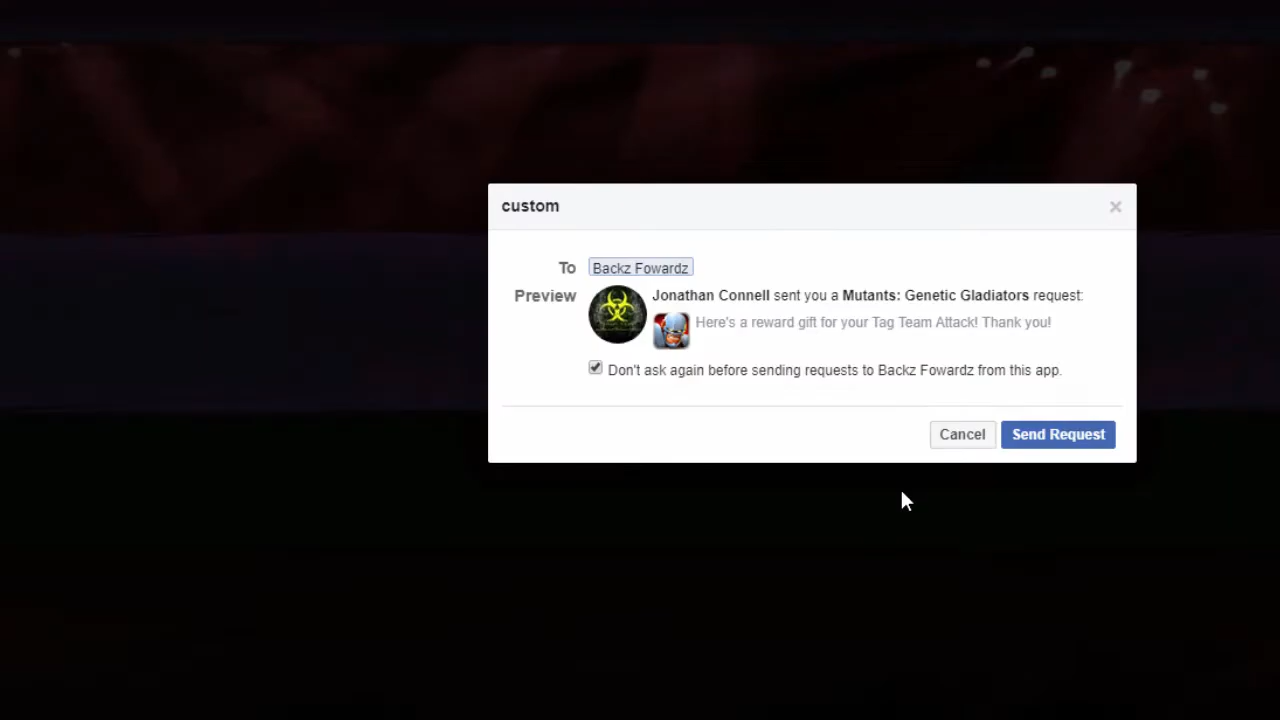 custom
To Backz Fowardz
Preview Jonathan Connell sent you a Mutants: Genetic Gladiators request:
Here's a reward gift for your Tag Team Attack! Thank you!
Don't ask again before sending requests to Backz Fowardz from this app.
Cancel Send Request